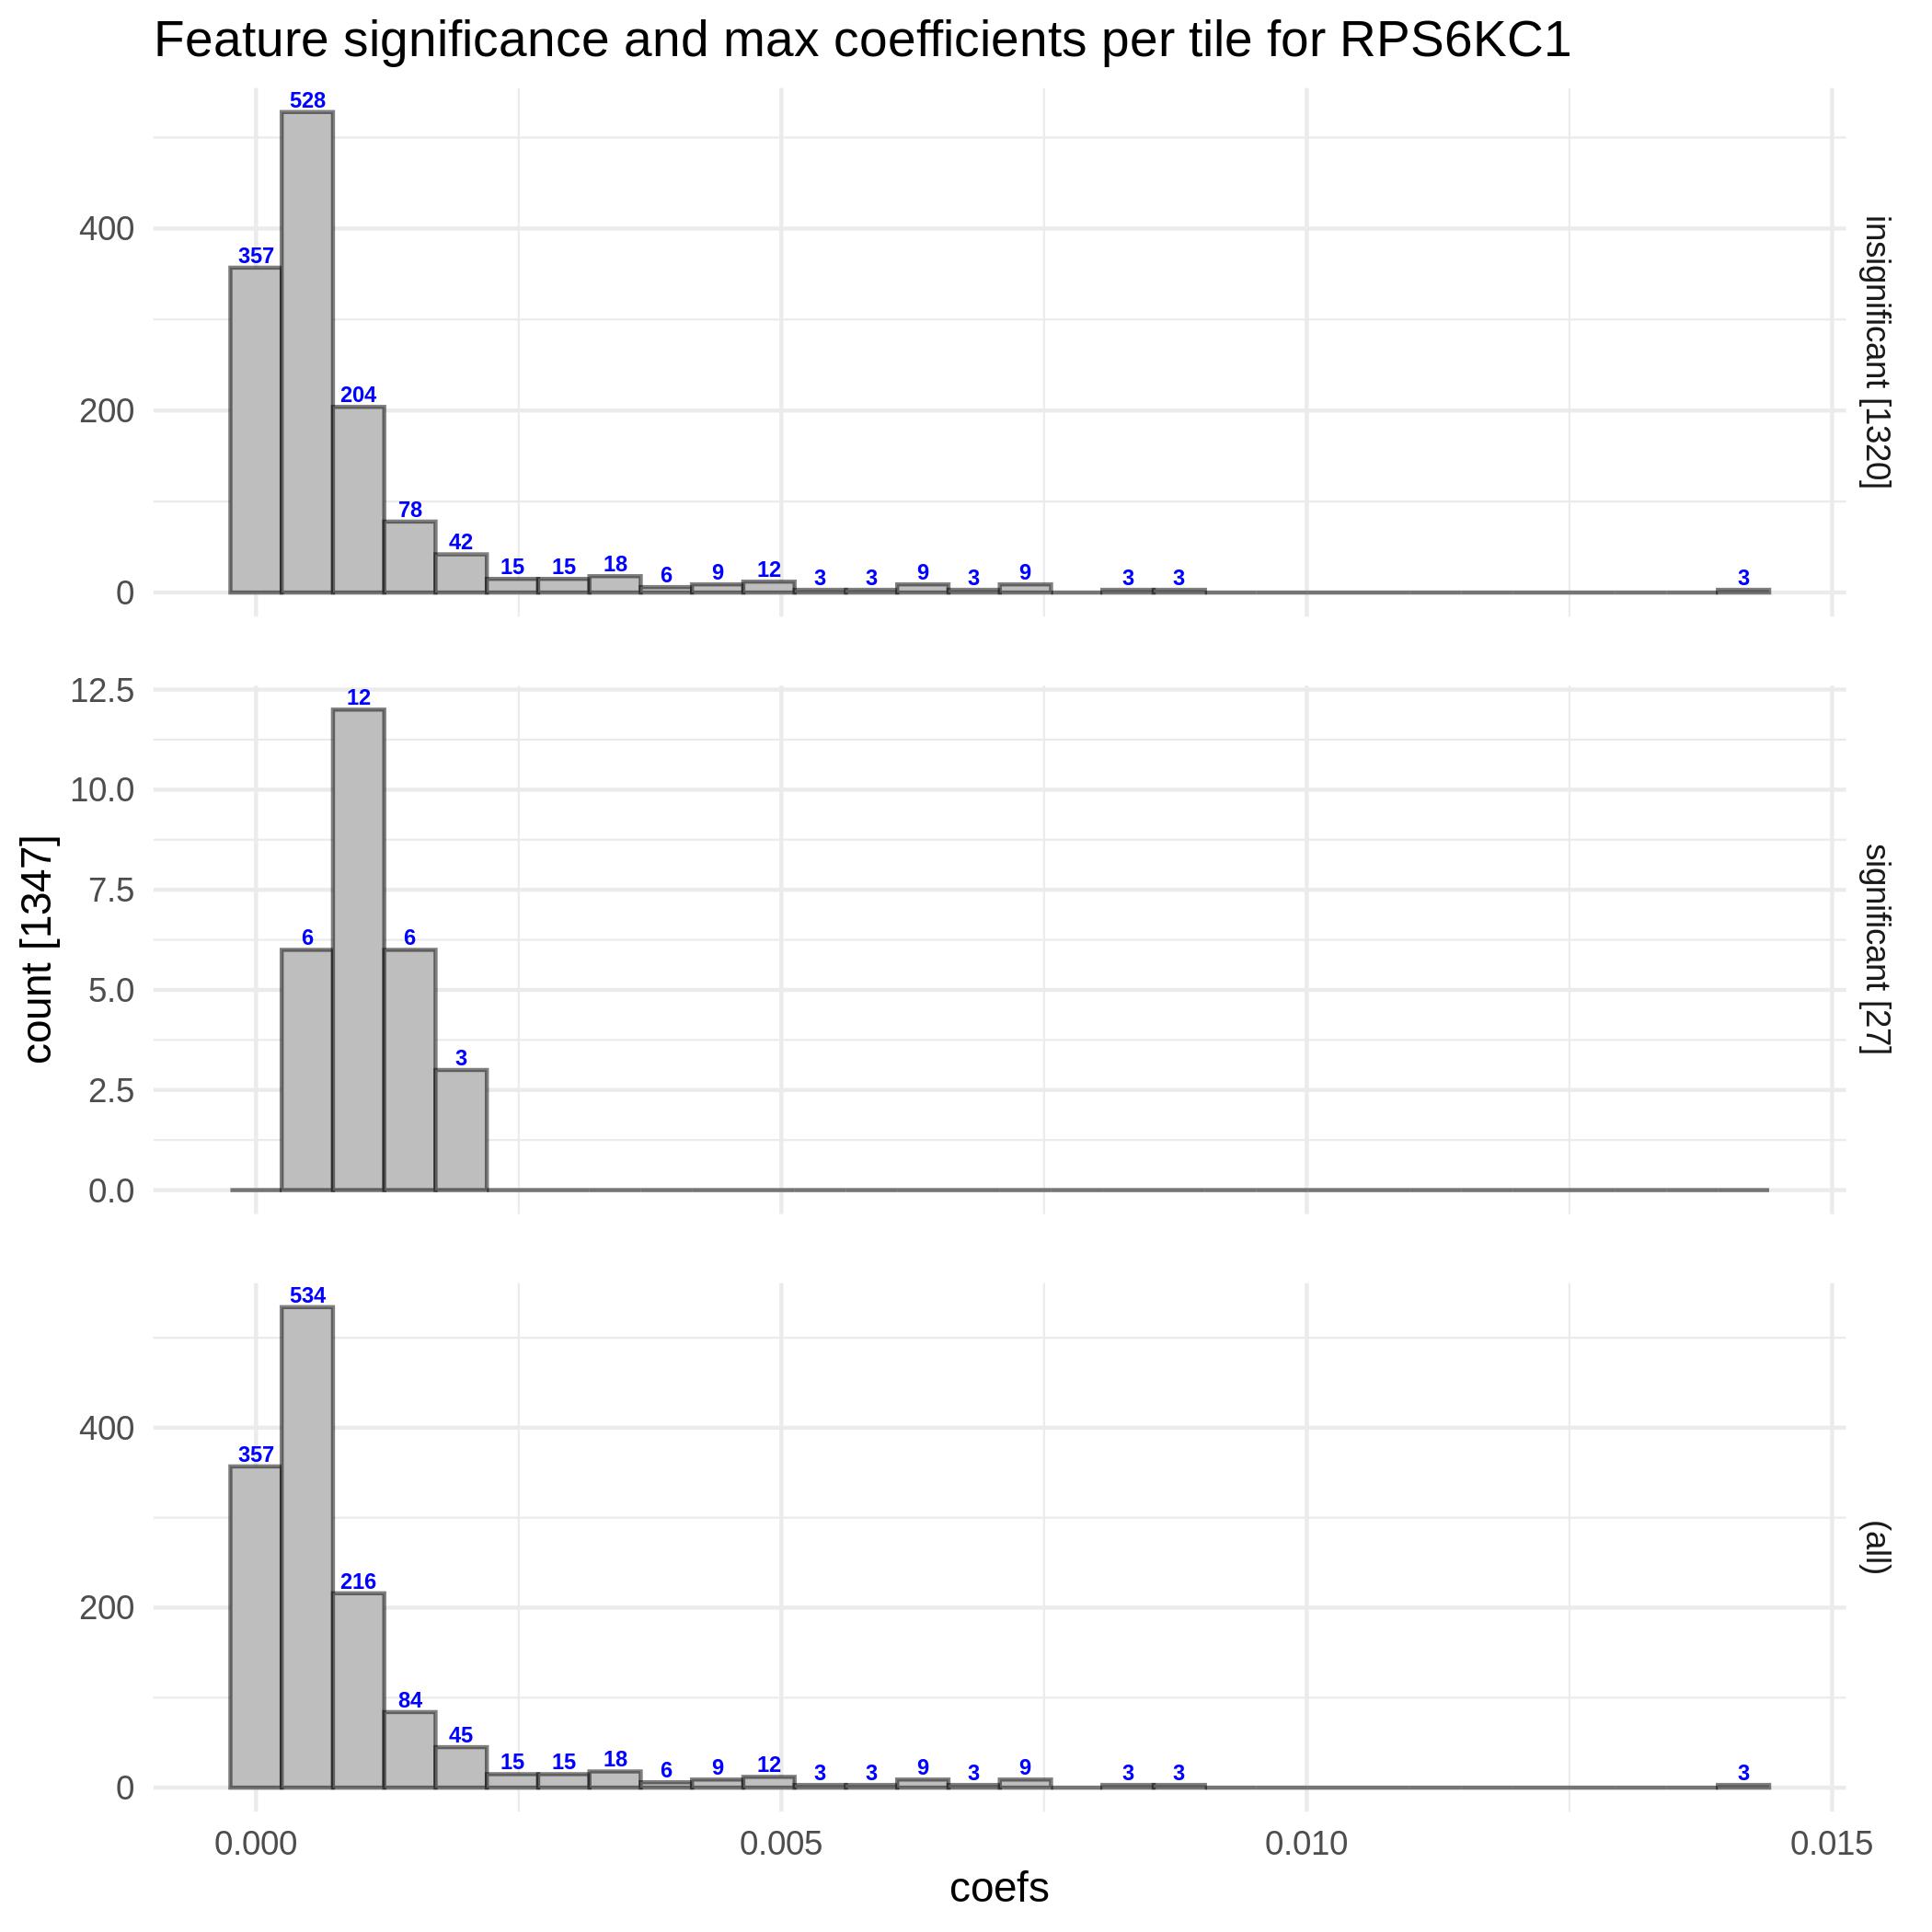 Feature significance and max coefficients per tile for RPS6KC1
528
357
204
78
42
15 15 18 6 9 12 3 3 9 3 9 3 3 3
400
200
0
insignificant [1320]
12.5
10.0
7.5
5.0
2.5
0.0
12
6 6
3
significant [27]
count [1347]
534
357
216
84
45
15 15 18 6 9 12 3 3 9 3 9 3 3 3
400
200
0
(all)
0.000 0.005 0.010 0.015
coefs